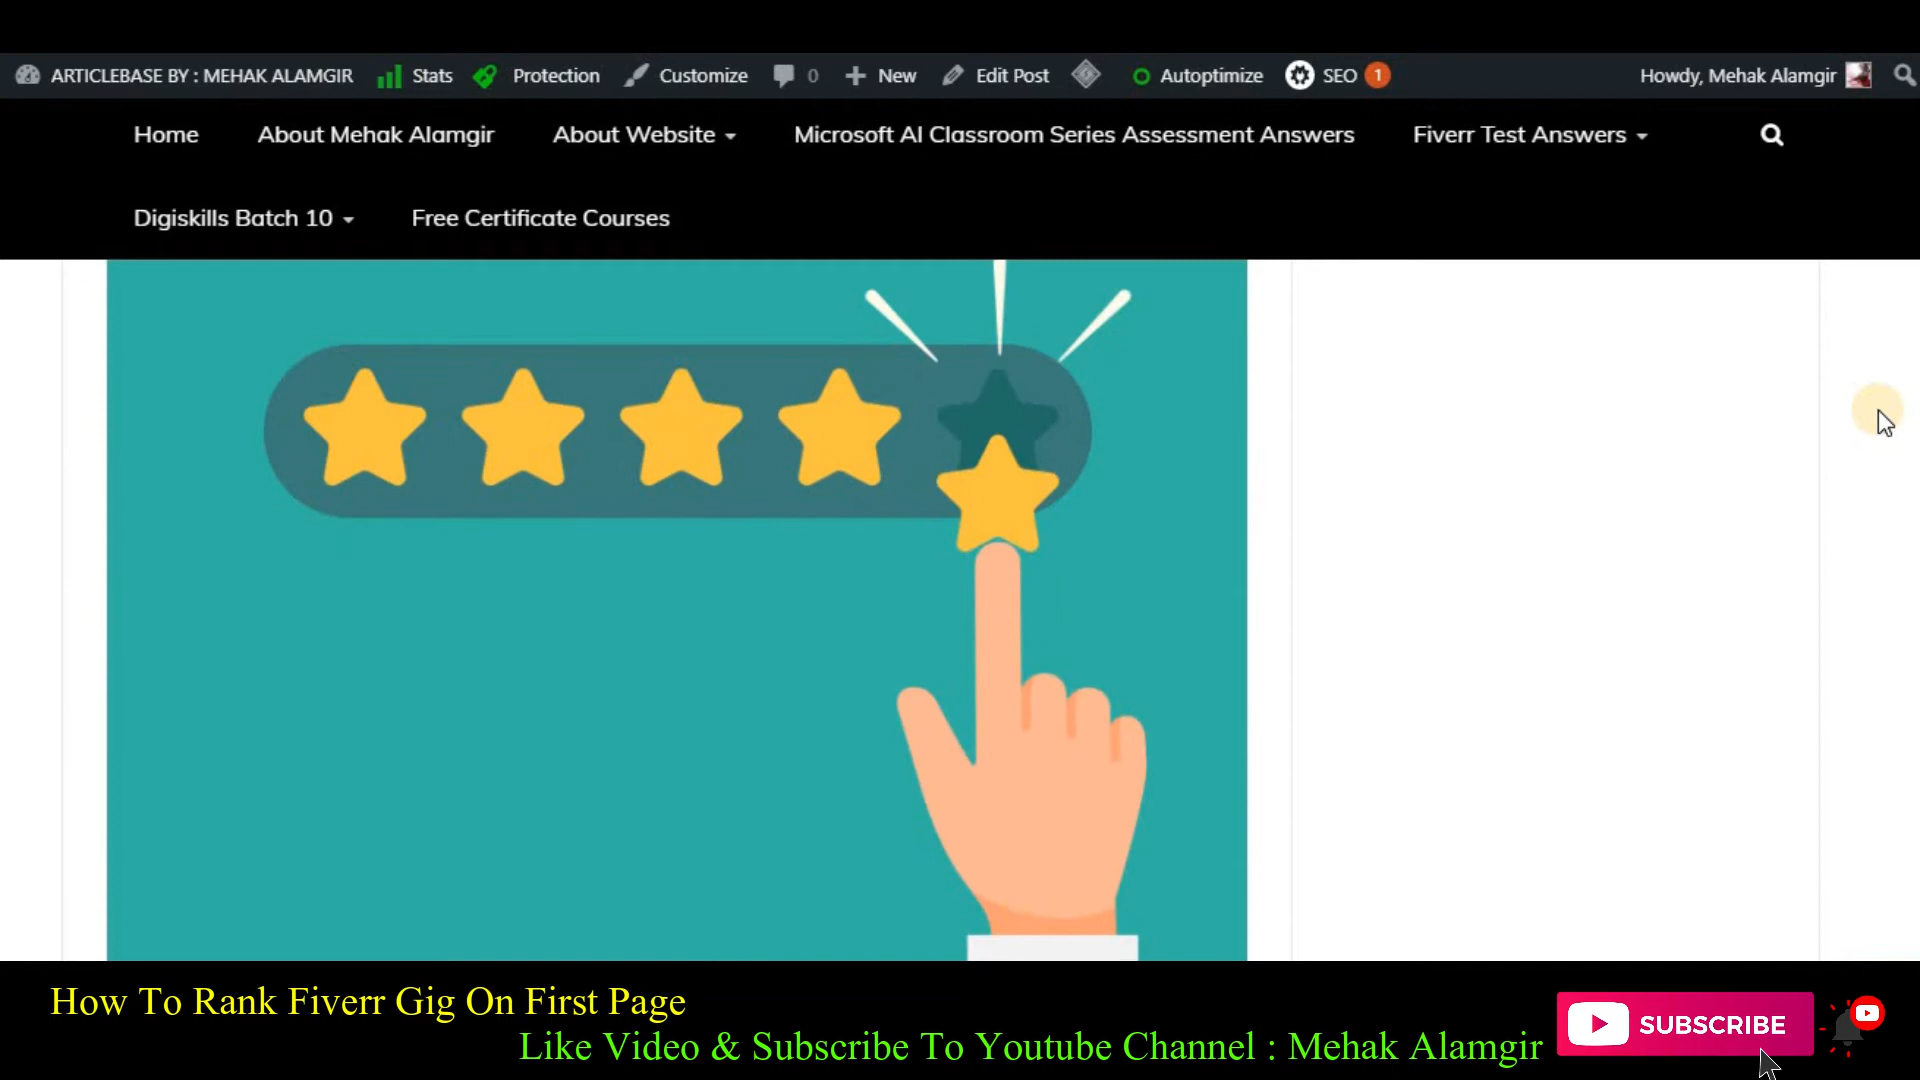 ARTICLEBASE BY : MEHAK ALAMGIR Stats Protection Customize 0 New Edit Post Autoptimize SEO 1 Howdy, Mehak Alamgir
Home About Mehak Alamgir About Website Microsoft AI Classroom Series Assessment Answers Fiverr Test Answers
Digiskills Batch 10 Free Certificate Courses
How To Rank Fiverr Gig On First Page
Like Video & Subscribe To Youtube Channel : Mehak Alamgir
SUBSCRIBE